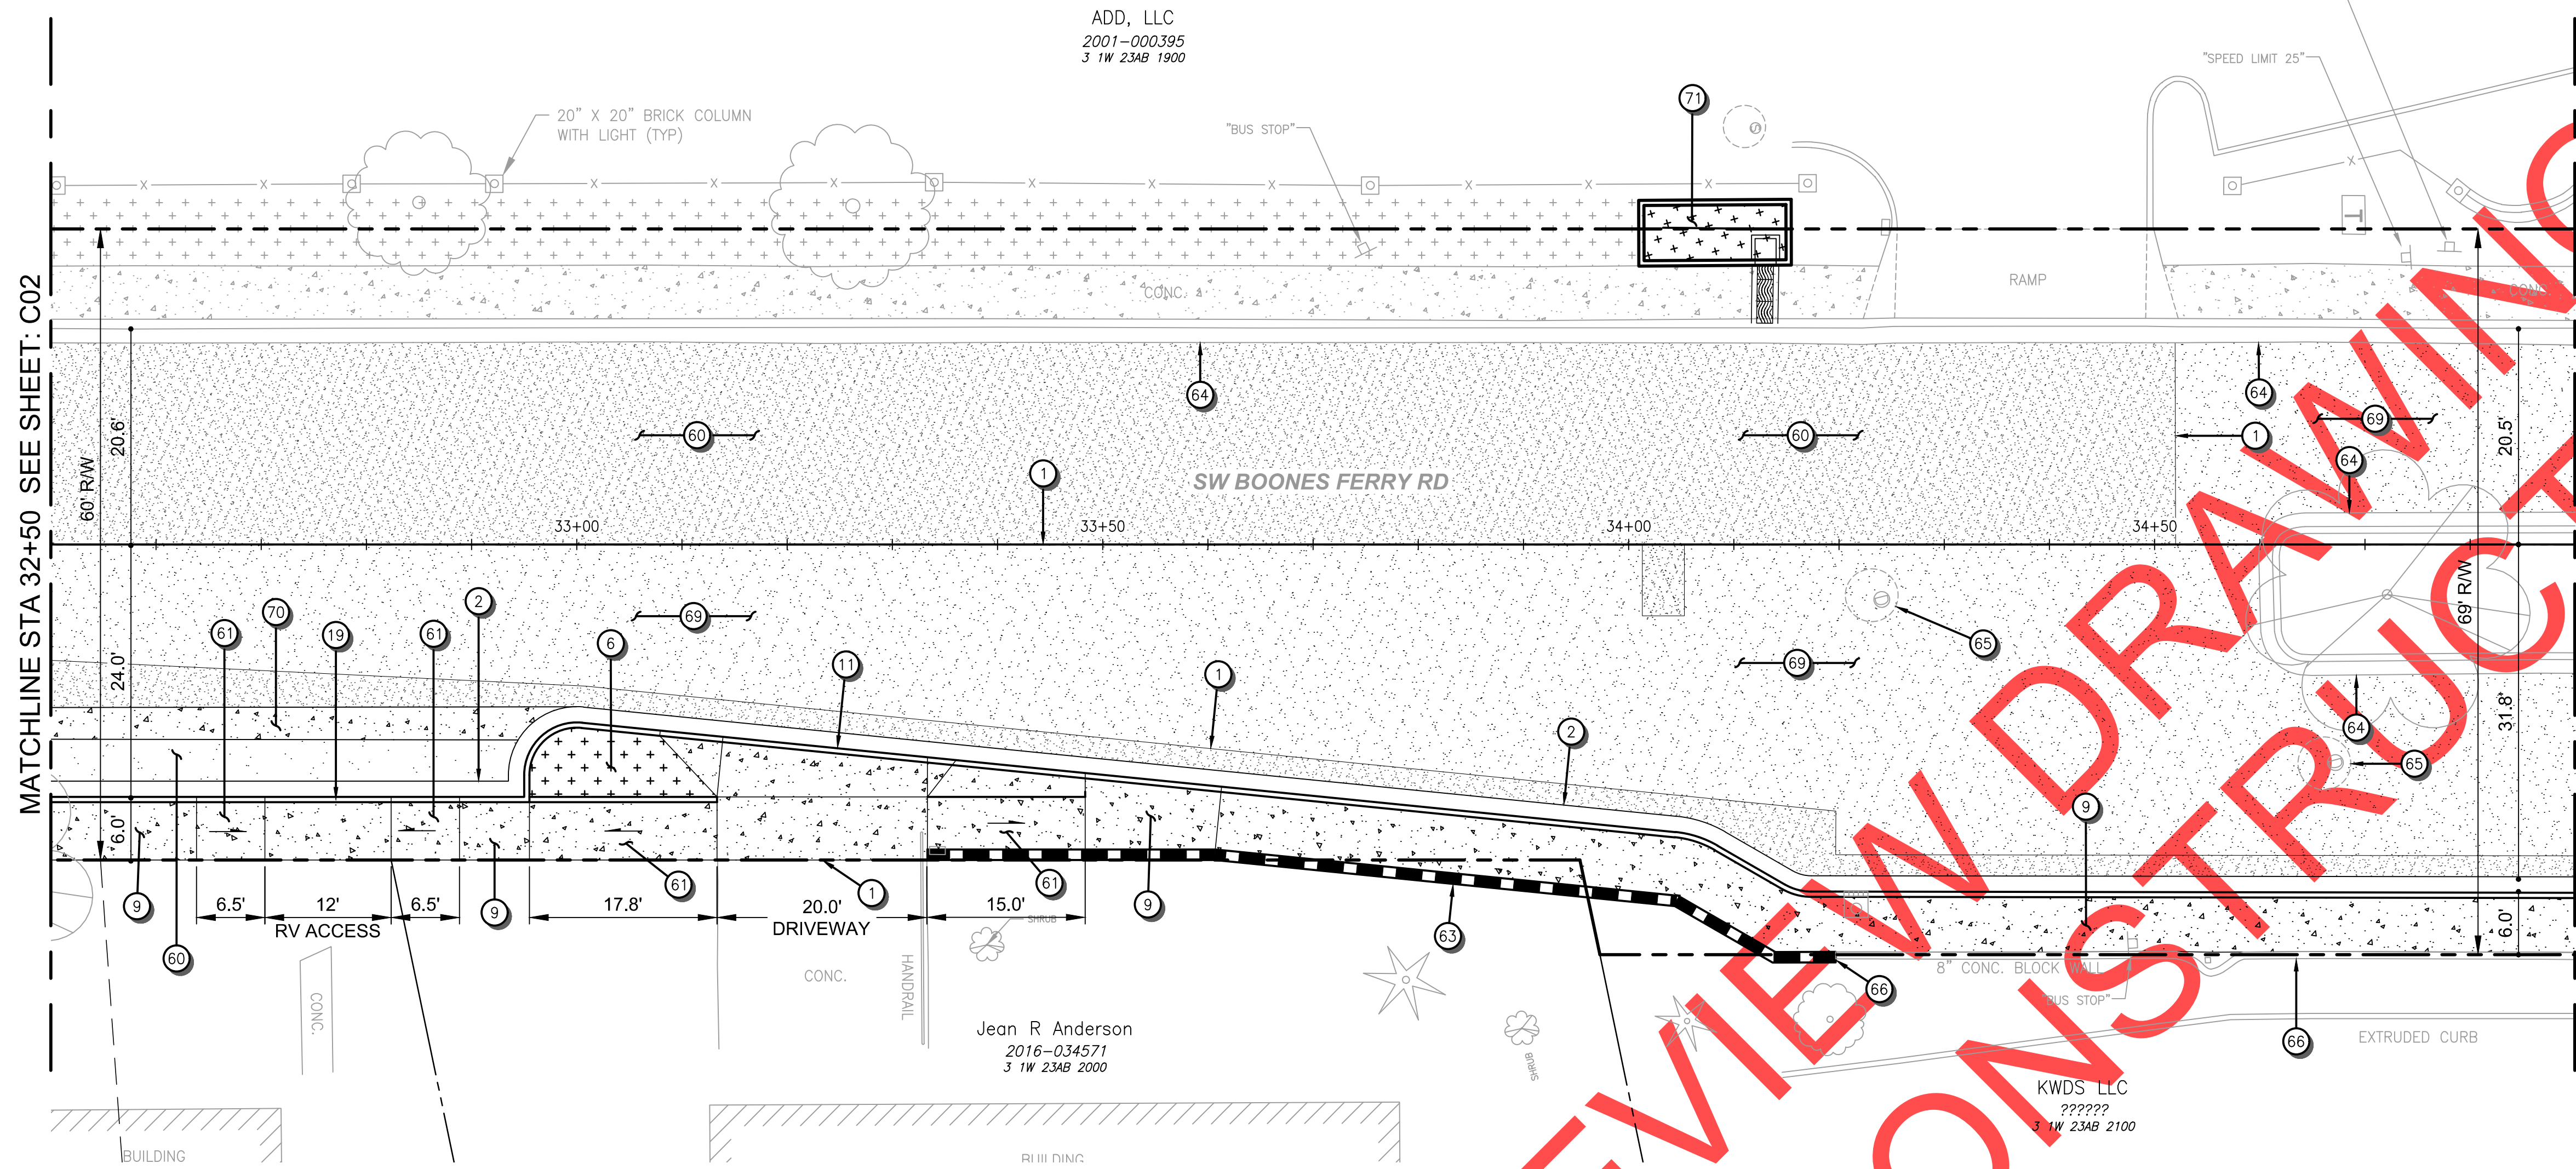 ADD, LLC
2001-000395
3 1W 23AB 1900
"SPEED LIMIT 25"
20" X 20" BRICK COLUMN
WITH LIGHT (TYP)
"BUS STOP"
71
CONC.
RAMP
CONC.
MATCHLINE STA 32+50 SEE SHEET: C02
60' R/W
20.6'
64
64
60
60
69
1
20.5'
64
1
SW BOONES FERRY RD
33+00
33+50
34+00
34+50
69' R/W
61
70
19
61
2
69
6
11
1
69
65
24.0'
2
64
65
31.8'
9
6.0'
6.0'
9
6.5'
12'
6.5'
RV ACCESS
9
17.8'
61
20.0'
DRIVEWAY
1
15.0'
61
9
SHRUB
63
60
CONC.
CONC.
HANDRAIL
8" CONC. BLOCK WALL
66
"BUS STOP"
66
EXTRUDED CURB
Jean R Anderson
2016-034571
3 1W 23AB 2000
SHRUB
KWDS LLC
??????
3 1W 23AB 2100
BUILDING
BUILDING
EVIEW DRAWING
ONSTRUCT